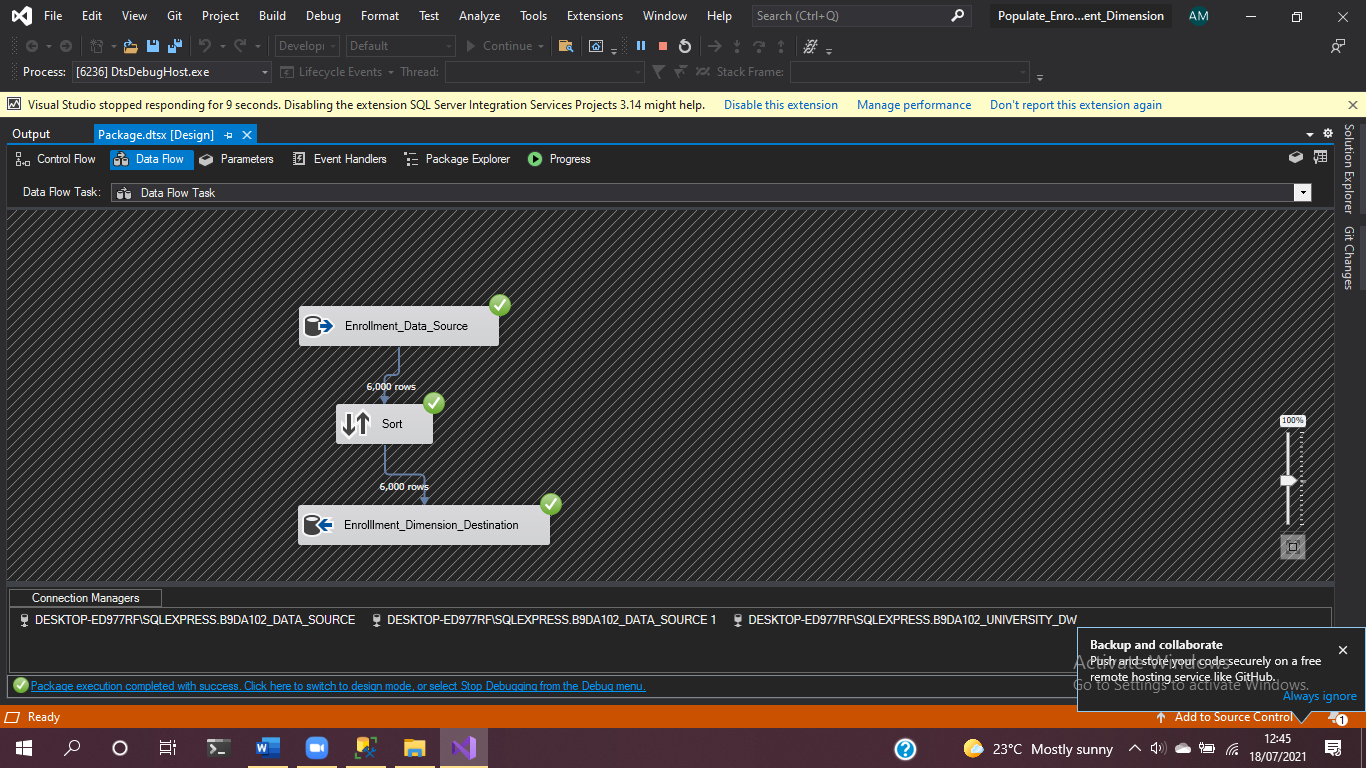 File Edit View Git Project Build Debug Format Test Analyze Tools Extensions Window Help Search (Ctrl+Q) Populate_Enro...ent_Dimension AM
Developi Default Continue
Process: [6236] DtsDebugHost.exe Lifecycle Events Thread: Stack Frame:
Visual Studio stopped responding for 9 seconds. Disabling the extension SQL Server Integration Services Projects 3.14 might help. Disable this extension Manage performance Don't report this extension again
Output Package.dtsx [Design]
Control Flow Data Flow Parameters Event Handlers Package Explorer Progress
Data Flow Task: Data Flow Task
Solution Explorer
Git Changes
Enrollment_Data_Source
6,000 rows
Sort
6,000 rows
Enrolllment_Dimension_Destination
100%
Connection Managers
DESKTOP-ED977RF\SQLEXPRESS.B9DA102_DATA_SOURCE DESKTOP-ED977RF\SQLEXPRESS.B9DA102_DATA_SOURCE 1 DESKTOP-ED977RF\SQLEXPRESS.B9DA102_UNIVERSITY_DW
Package execution completed with success. Click here to switch to design mode, or select Stop Debugging from the Debug menu.
Backup and collaborate
Push and store your code securely on a free
remote hosting service like GitHub.
Always ignore
Activate Windows
Go to Settings to activate Windows.
Ready Add to Source Control 1
23°C Mostly sunny 12:45
18/07/2021